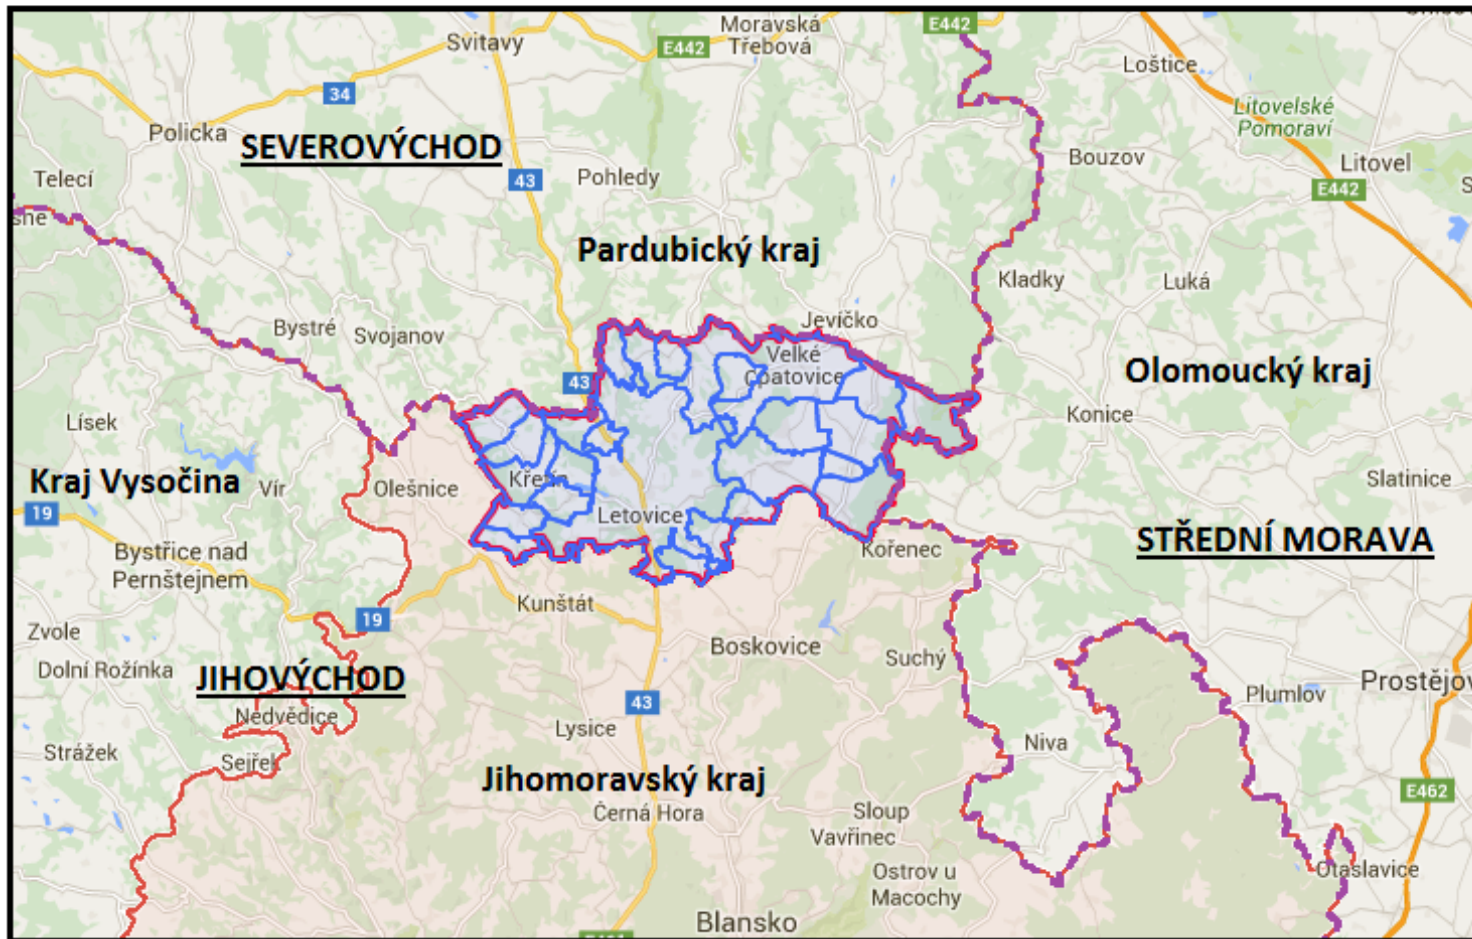 E442
Moravská
Třebová
Svitavy
E442
Loštice
34
Litovelské
Pomoraví
Policka
SEVEROVÝCHOD
Bouzov
Litovel
Telecí
43
Pohledy
E442
sne
Pardubický kraj
Kladky
Luká
Bystré
Svojanov
Jevíčko
Velké
Opatovice
43
Olomoucký kraj
Konice
Lísek
Kraj Vysočina
Vír
Olešnice
Křetín
Slatinice
19
Letovice
STŘEDNÍ MORAVA
Bystřice nad
Pernštejnem
Kořenec
Kunštát
19
Zvole
Boskovice
Suchý
Dolní Rožínka
JIHOVÝCHOD
Prostějov
Plumlov
43
Nedvědice
Lysice
Niva
Strážek
Sejřek
Jihomoravský kraj
E462
Černá Hora
Sloup
Vavřinec
Ostrov u
Macochy
Otaslavice
Blansko